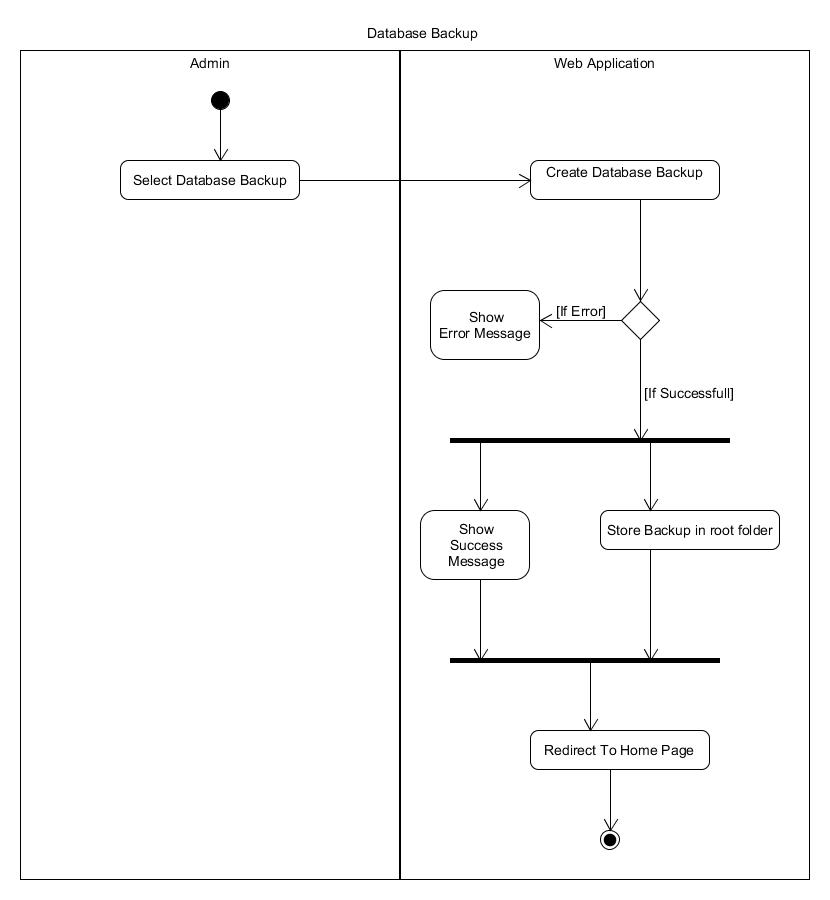 Database Backup
Admin
Web Application
Select Database Backup
Create Database Backup
Show
Error Message
[If Error]
[If Successfull]
Show
Success
Message
Store Backup in root folder
Redirect To Home Page